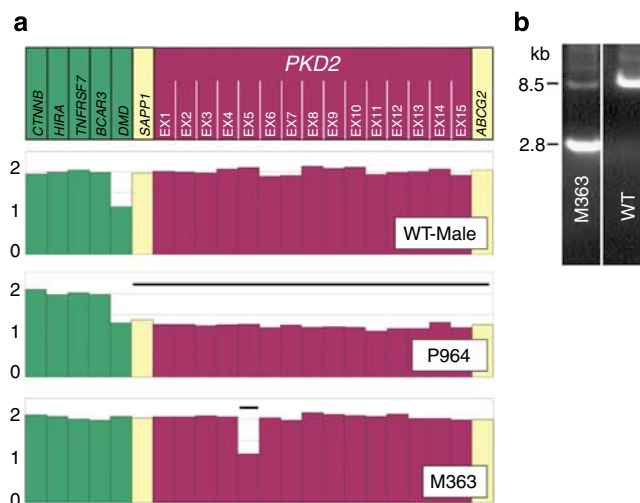 a
PKD2
CTNNB
HIRA
TNFRSF7
BCAR3
DMD
SAPP1
EX1
EX2
EX3
EX4
EX5
EX6
EX7
EX8
EX9
EX10
EX11
EX12
EX13
EX14
EX15
ABCG2
2
1
0
WT-Male
2
1
0
P964
2
1
0
M363
b
kb
8.5
2.8
M363
WT